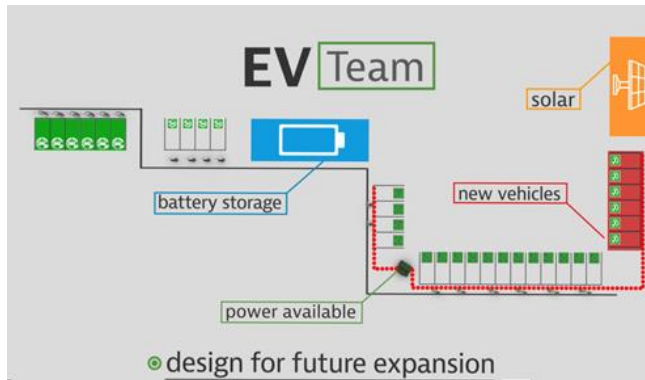 EV Team
solar
battery storage
new vehicles
power available
design for future expansion